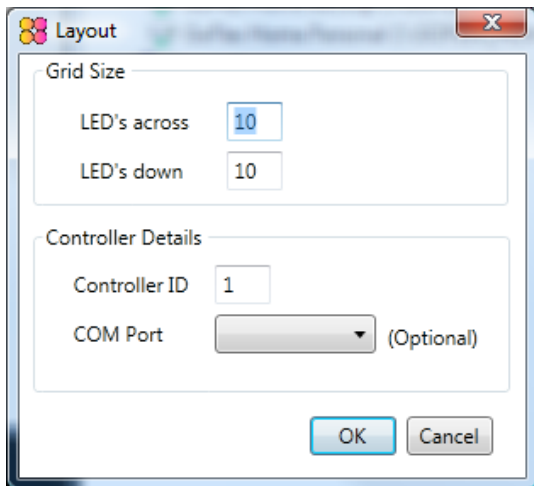 Layout
Grid Size
LED's across 10
LED's down 10
Controller Details
Controller ID 1
COM Port (Optional)
OK Cancel